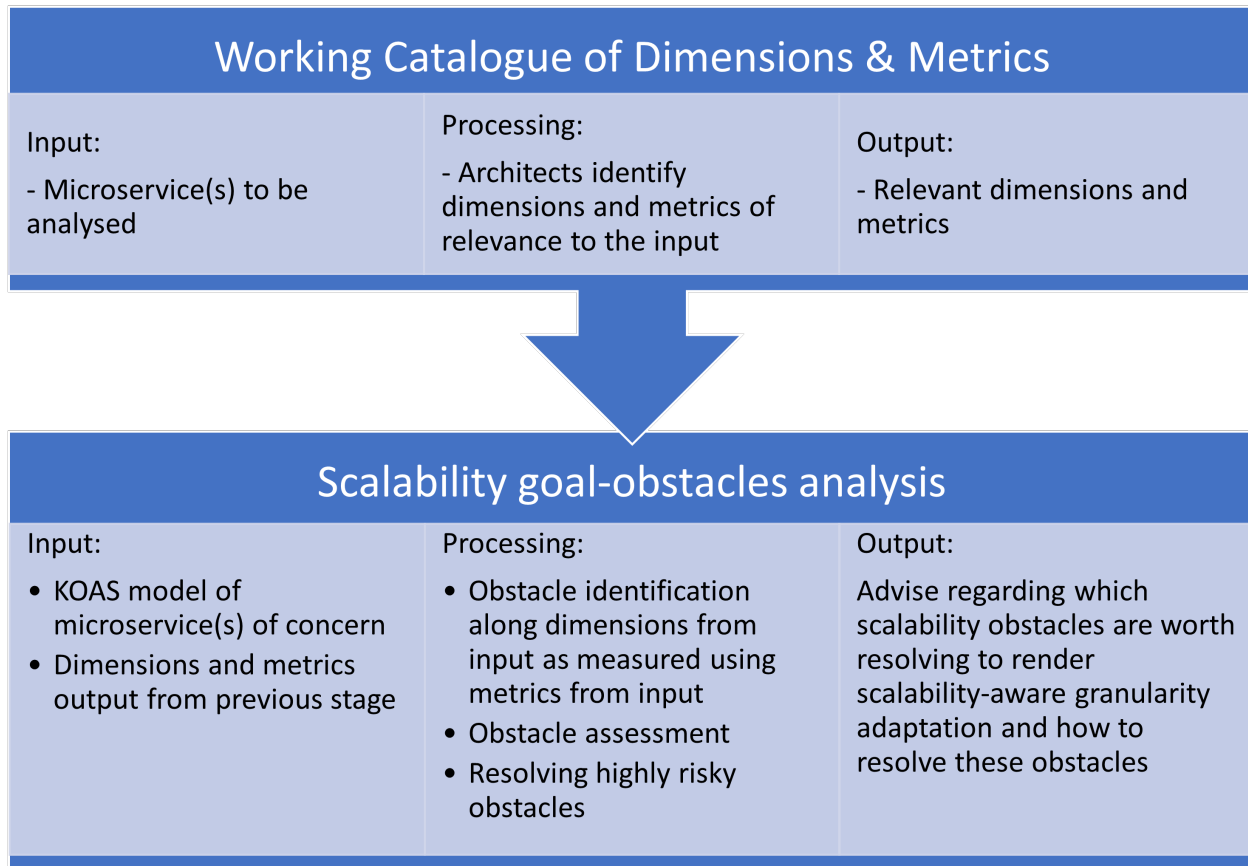 Working Catalogue of Dimensions & Metrics
Input:
- Microservice(s) to be
analysed
Processing:
- Architects identify
dimensions and metrics of
relevance to the input
Output:
- Relevant dimensions and
metrics
Scalability goal-obstacles analysis
Input:
• KOAS model of
microservice(s) of concern
• Dimensions and metrics
output from previous stage
Processing:
• Obstacle identification
along dimensions from
input as measured using
metrics from input
• Obstacle assessment
• Resolving highly risky
obstacles
Output:
Advise regarding which
scalability obstacles are worth
resolving to render
scalability-aware granularity
adaptation and how to
resolve these obstacles